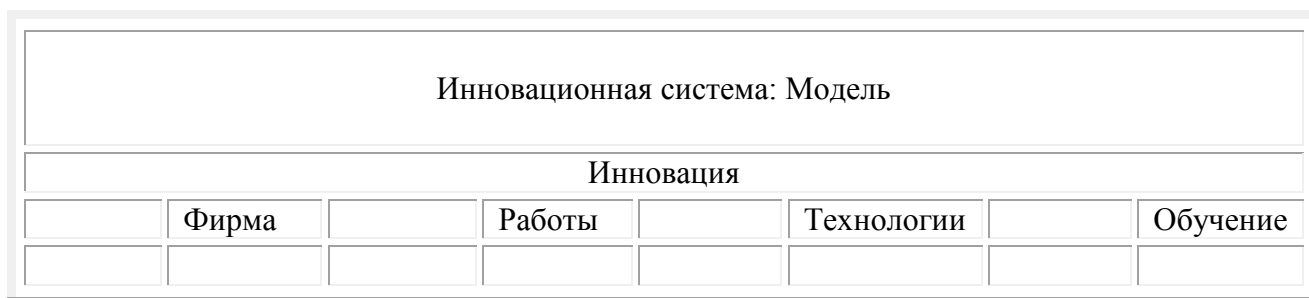 Инновационная система: Модель
Инновация
Фирма Работы Технологии Обучение